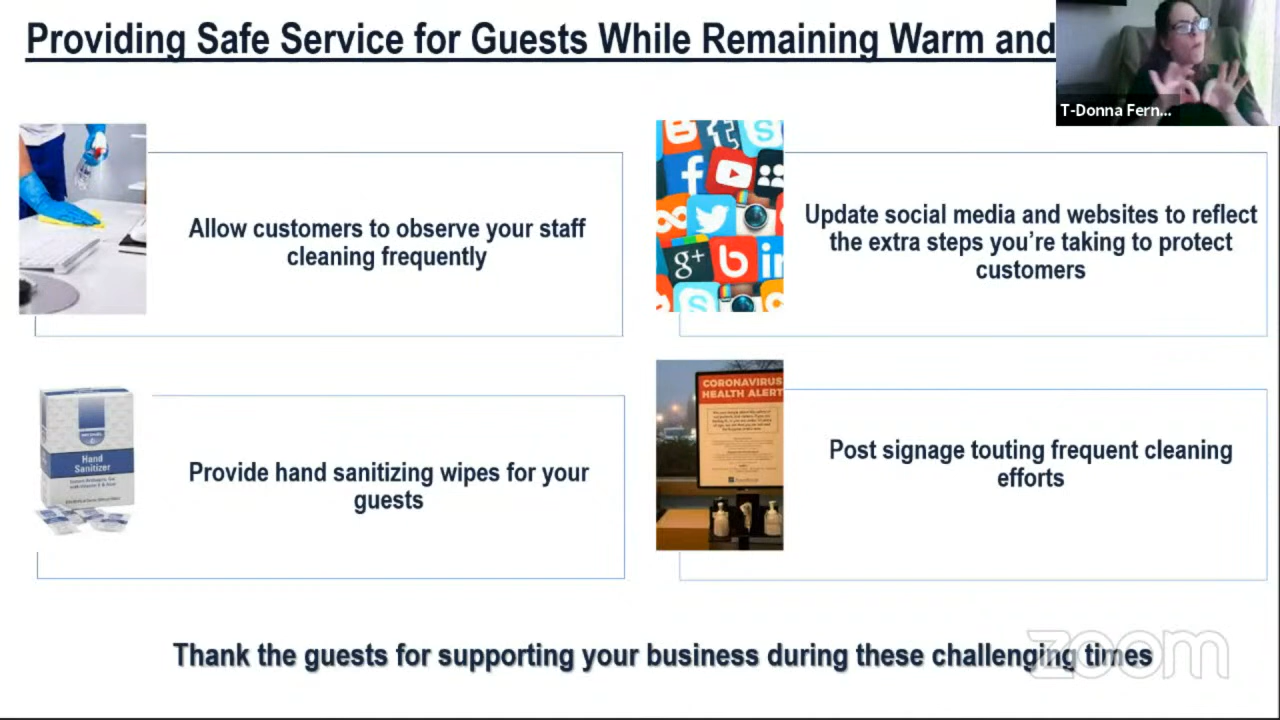 Providing Safe Service for Guests While Remaining Warm and
T-Donna Fern...
Allow customers to observe your staff
cleaning frequently
Update social media and websites to reflect
the extra steps you’re taking to protect
customers
Hand
Sanitizer
Provide hand sanitizing wipes for your
guests
CORONAVIRUS
HEALTH ALERT
Post signage touting frequent cleaning
efforts
Thank the guests for supporting your business during these challenging times
zoom